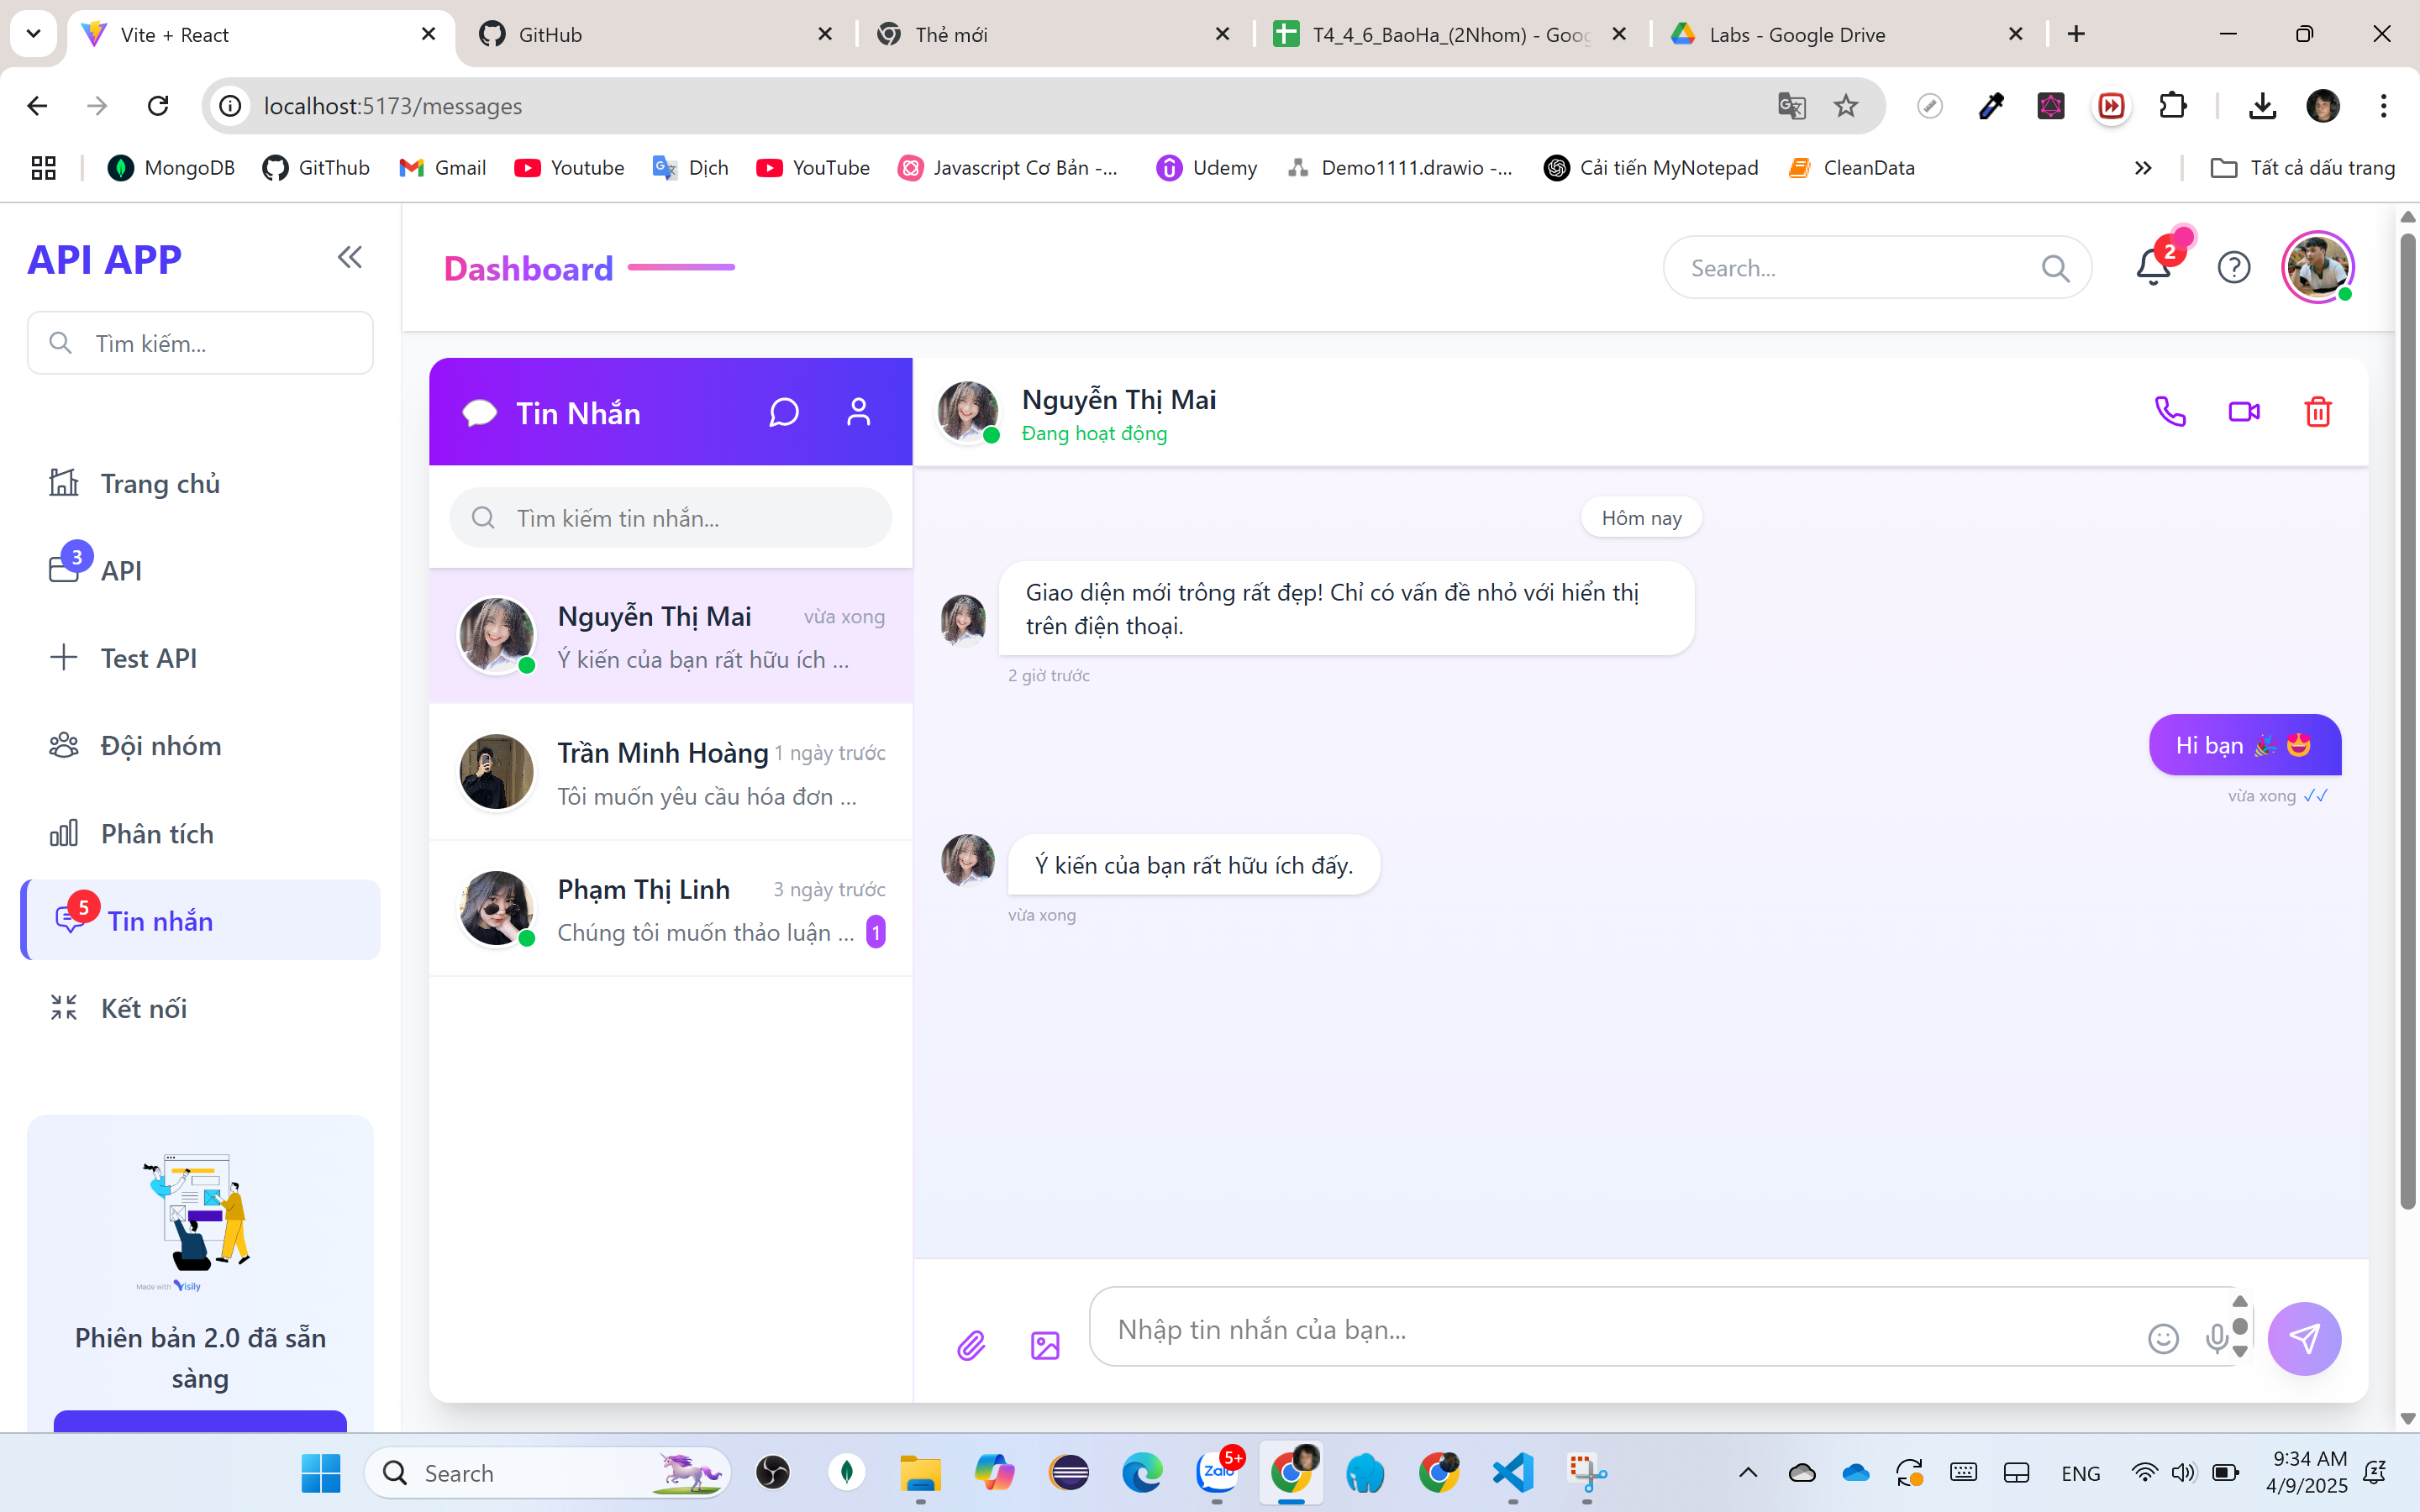 Vite + React
GitHub
Thẻ mới
T4_4_6_BaoHa_(2Nhom) - Goog
Labs - Google Drive
localhost:5173/messages
MongoDB
GitThub
Gmail
Youtube
Dịch
YouTube
Javascript Cơ Bản -...
Udemy
Demo1111.drawio -...
Cải tiến MyNotepad
CleanData
Tất cả dấu trang
API APP
Tìm kiếm...
Trang chủ
3
API
Test API
Đội nhóm
Phân tích
5
Tin nhắn
Kết nối
Made with Visily
Phiên bản 2.0 đã sẵn
sàng
Dashboard
Search...
2
Tin Nhắn
Tìm kiếm tin nhắn...
Nguyễn Thị Mai
vừa xong
Ý kiến của bạn rất hữu ích ...
Trần Minh Hoàng
1 ngày trước
Tôi muốn yêu cầu hóa đơn ...
Phạm Thị Linh
3 ngày trước
Chúng tôi muốn thảo luận ...
1
Nguyễn Thị Mai
Đang hoạt động
Hôm nay
Giao diện mới trông rất đẹp! Chỉ có vấn đề nhỏ với hiển thị
trên điện thoại.
2 giờ trước
Hi bạn 🎉 😍
vừa xong ✓✓
Ý kiến của bạn rất hữu ích đấy.
vừa xong
Nhập tin nhắn của bạn...
Search
Zalo
5+
ENG
9:34 AM
4/9/2025